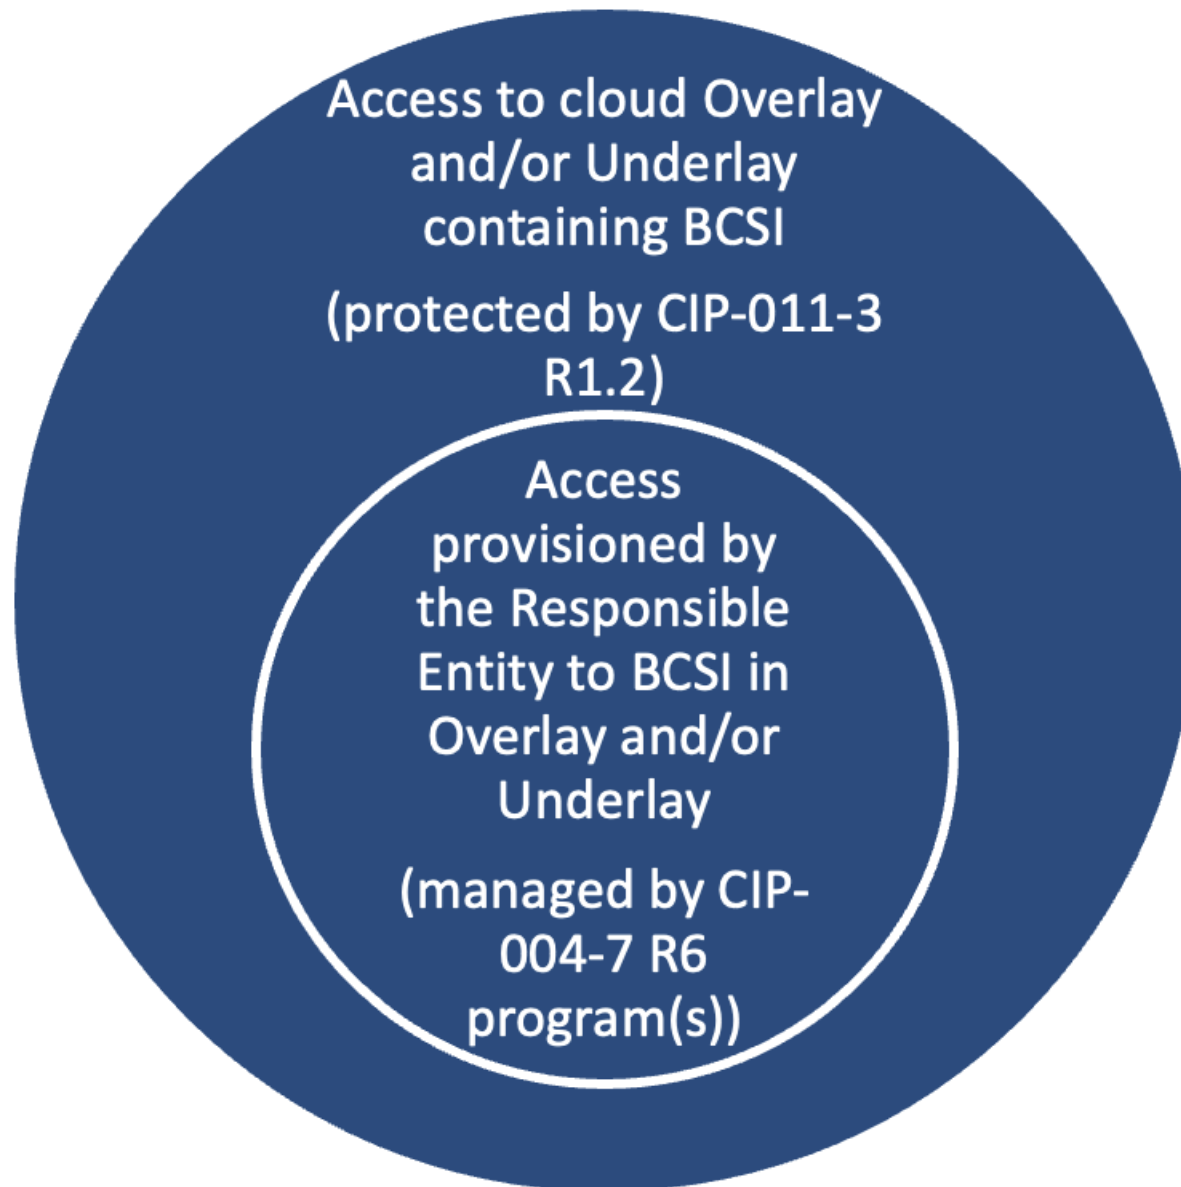 Access to cloud Overlay
and/or Underlay
containing BCSI
(protected by CIP-011-3
R1.2)
Access
provisioned by
the Responsible
Entity to BCSI in
Overlay and/or
Underlay
(managed by CIP-
004-7 R6
program(s))